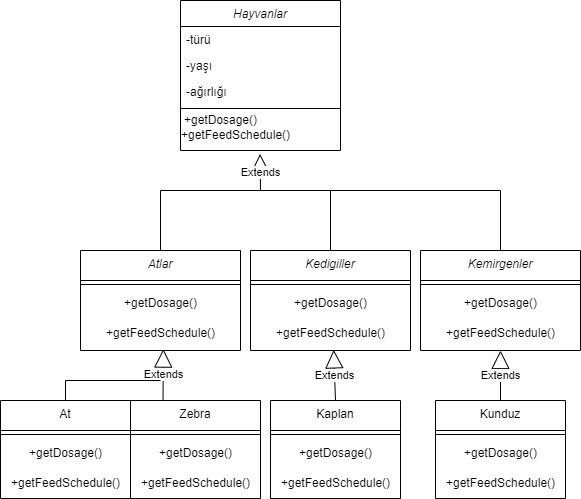 Hayvanlar
-türü
-yaşı
-ağırlığı
+getDosage()
+getFeedSchedule()
Extends
Atlar
+getDosage()
+getFeedSchedule()
Kedigiller
+getDosage()
+getFeedSchedule()
Kemirgenler
+getDosage()
+getFeedSchedule()
Extends
Extends
Extends
At
+getDosage()
+getFeedSchedule()
Zebra
+getDosage()
+getFeedSchedule()
Kaplan
+getDosage()
+getFeedSchedule()
Kunduz
+getDosage()
+getFeedSchedule()